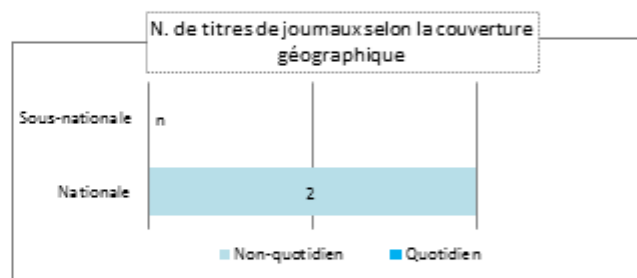 N. de titres de journaux selon la couverture
géographique
Sous-nationale n
Nationale 2
Non-quotidien Quotidien